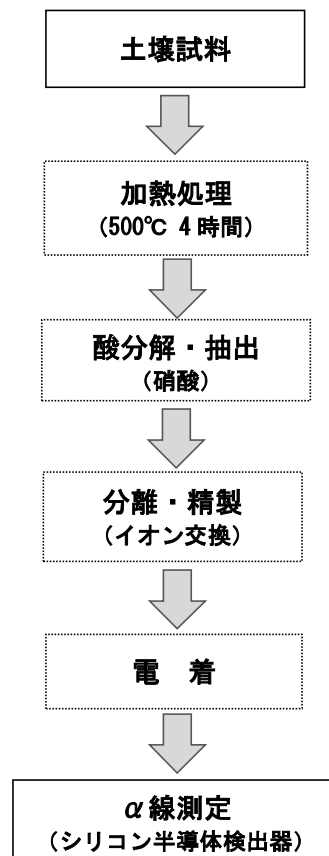 土壌試料
加熱処理
（500℃ 4時間）
酸分解・抽出
（硝酸）
分離・精製
（イオン交換）
電　着
α線測定
（シリコン半導体検出器）